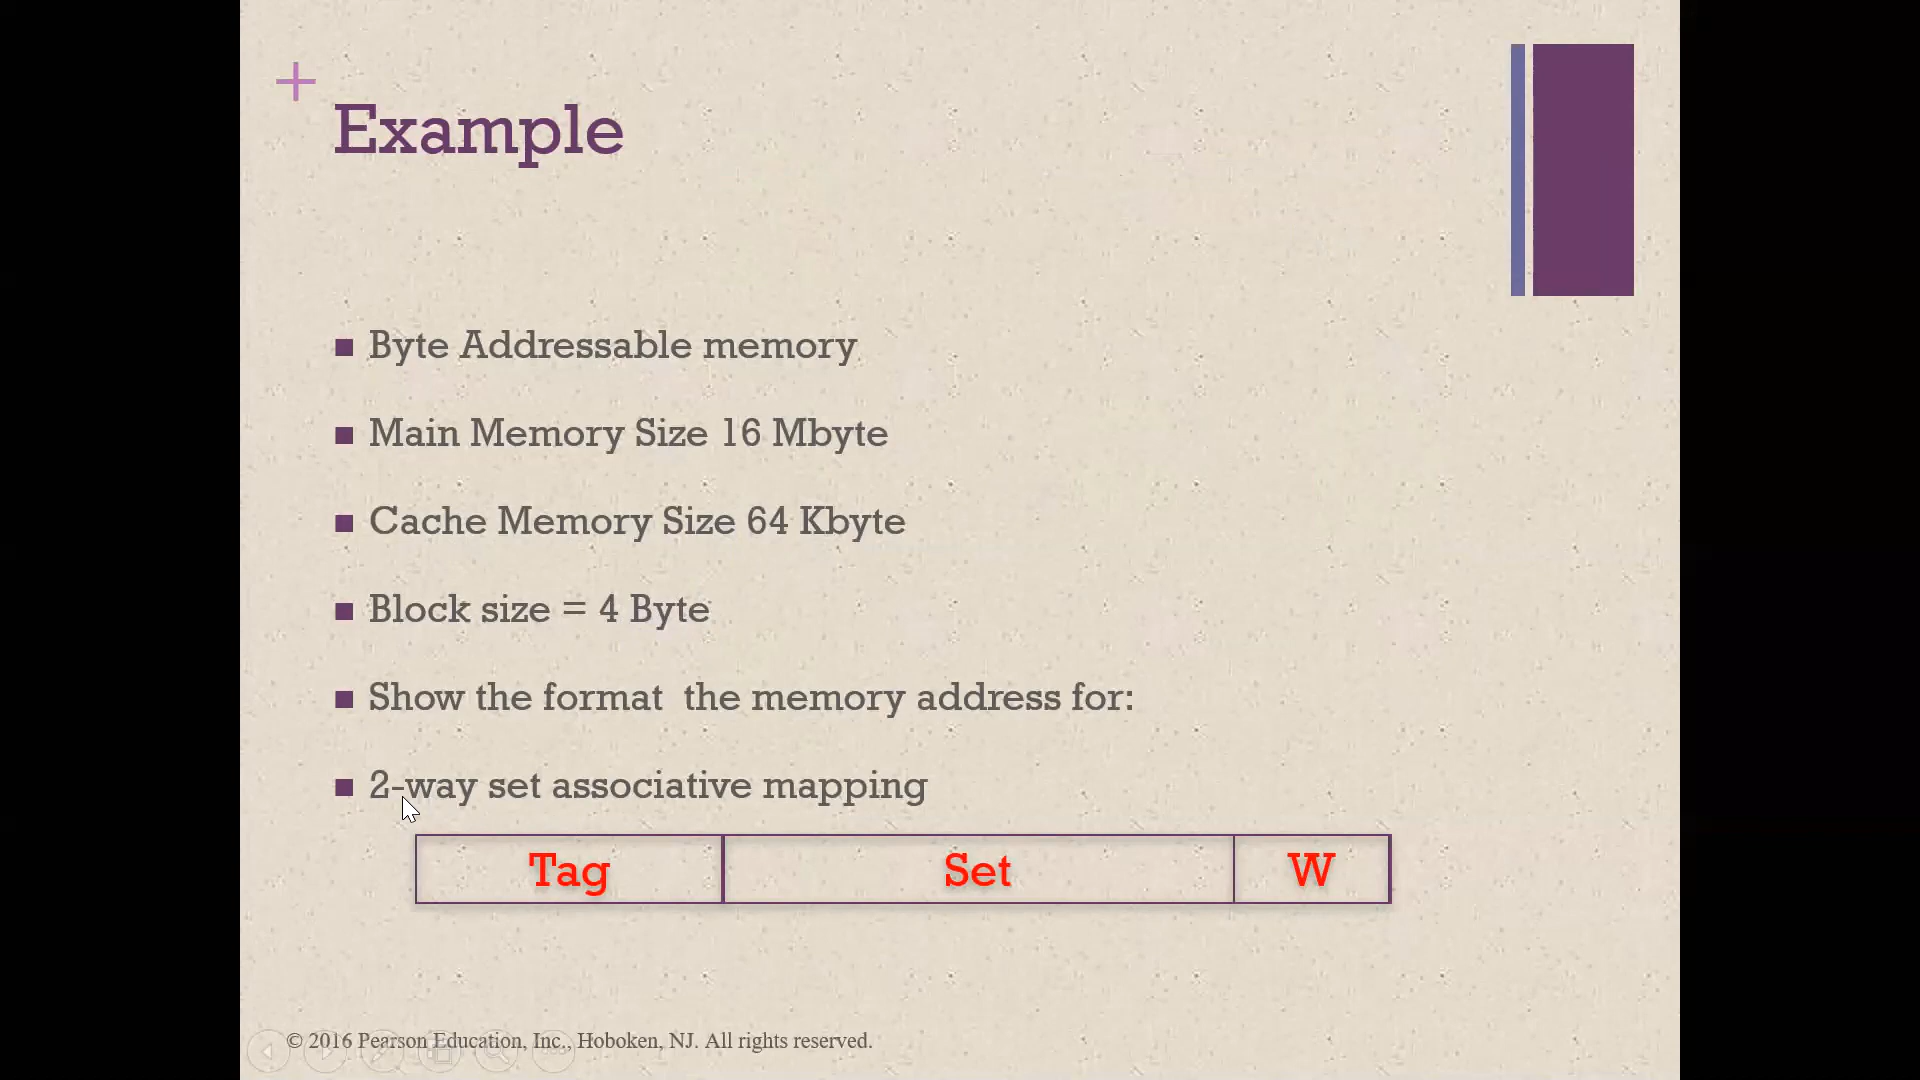 Example
Byte Addressable memory
Main Memory Size 16 Mbyte
Cache Memory Size 64 Kbyte
Block size = 4 Byte
Show the format  the memory address for:
2-way set associative mapping
Tag Set W
© 2016 Pearson Education, Inc., Hoboken, NJ. All rights reserved.